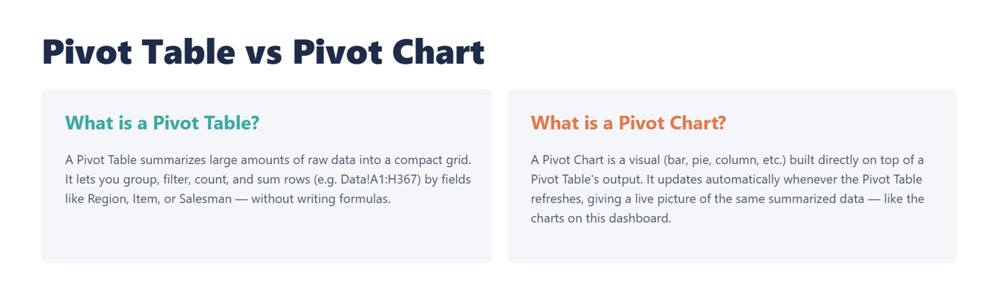 Pivot Table vs Pivot Chart
What is a Pivot Table?
A Pivot Table summarizes large amounts of raw data into a compact grid.
It lets you group, filter, count, and sum rows (e.g. Data!A1:H367) by fields
like Region, Item, or Salesman — without writing formulas.
What is a Pivot Chart?
A Pivot Chart is a visual (bar, pie, column, etc.) built directly on top of a
Pivot Table's output. It updates automatically whenever the Pivot Table
refreshes, giving a live picture of the same summarized data — like the
charts on this dashboard.